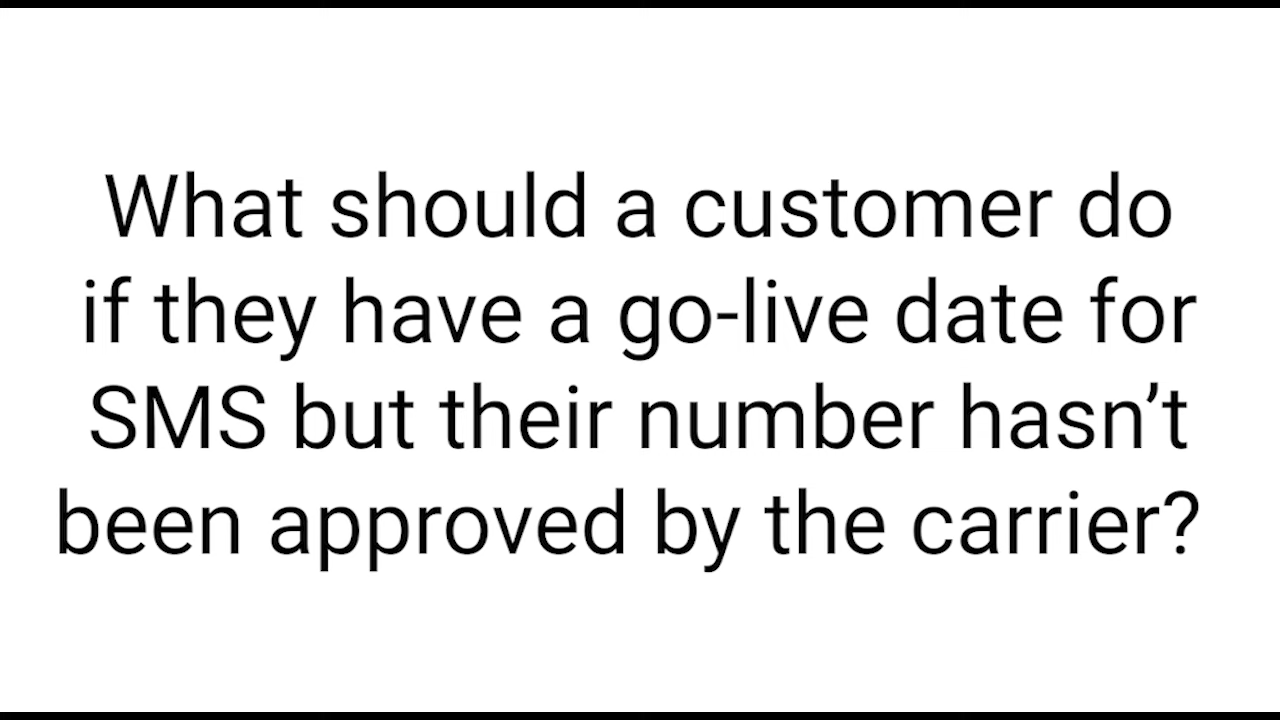 What should a customer do
if they have a go-live date for
SMS but their number hasn’t
been approved by the carrier?